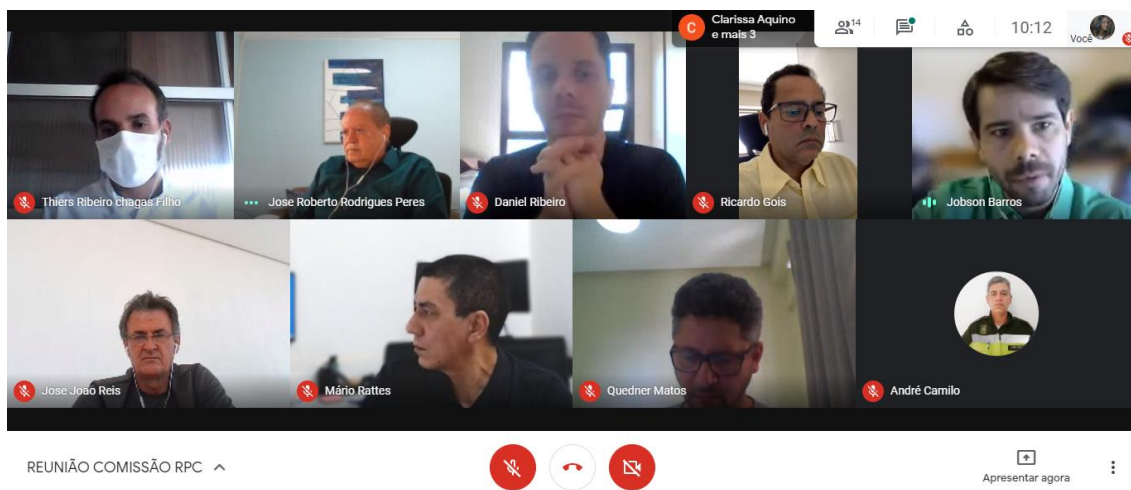 Clarissa Aquino
e mais 3
14
10:12
Você
C
Thiers Ribeiro chagas Filho
Jose Roberto Rodrigues Peres
Daniel Ribeiro
Ricardo Gois
Jobson Barros
Jose Joao Reis
Mário Rattes
Quedner Matos
André Camilo
REUNIÃO COMISSÃO RPC
Apresentar agora